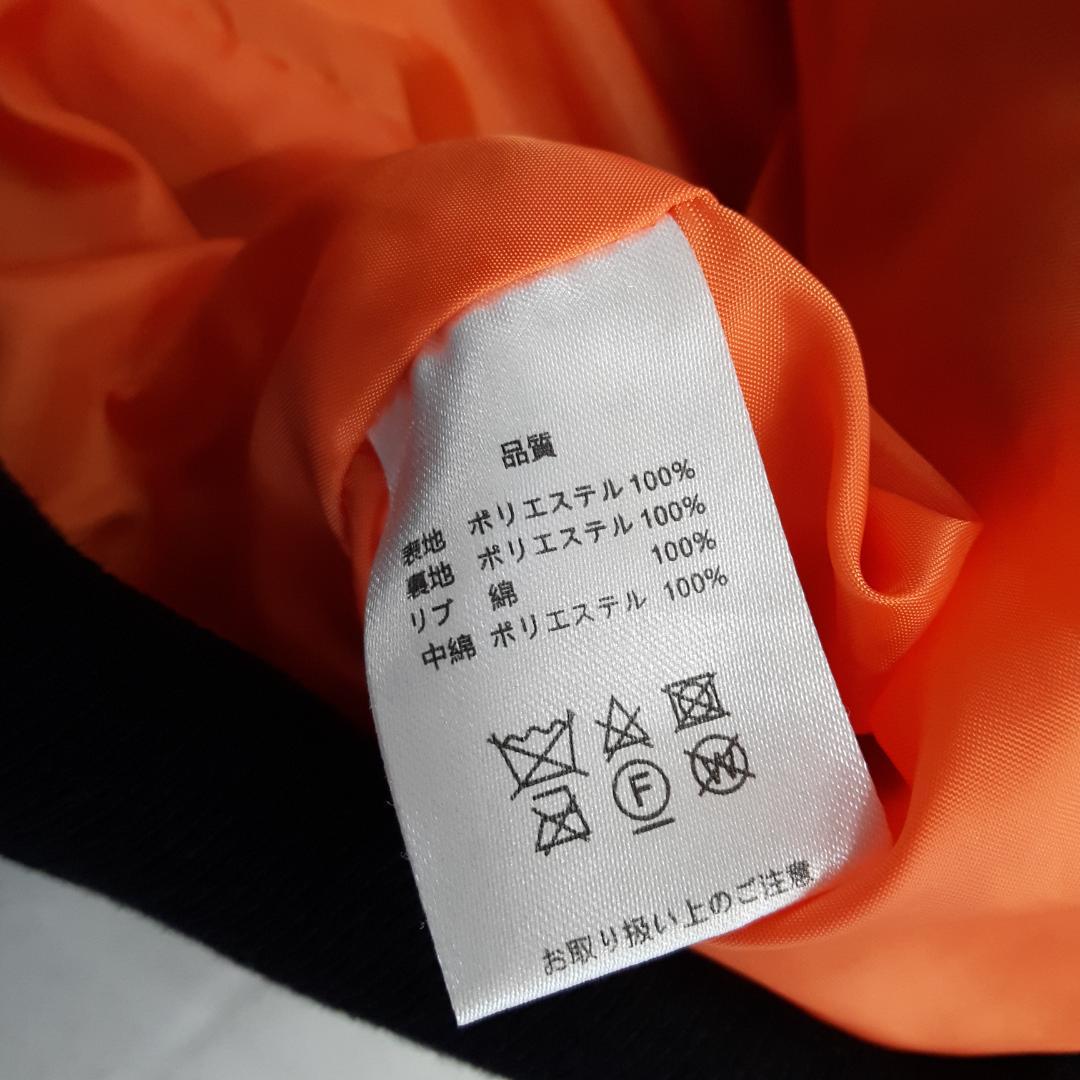 品質
表地 ポリエステル 100%
裏地 ポリエステル 100%
リブ 綿 100%
中綿 ポリエステル 100%
F
W
お取り扱い上のご注意